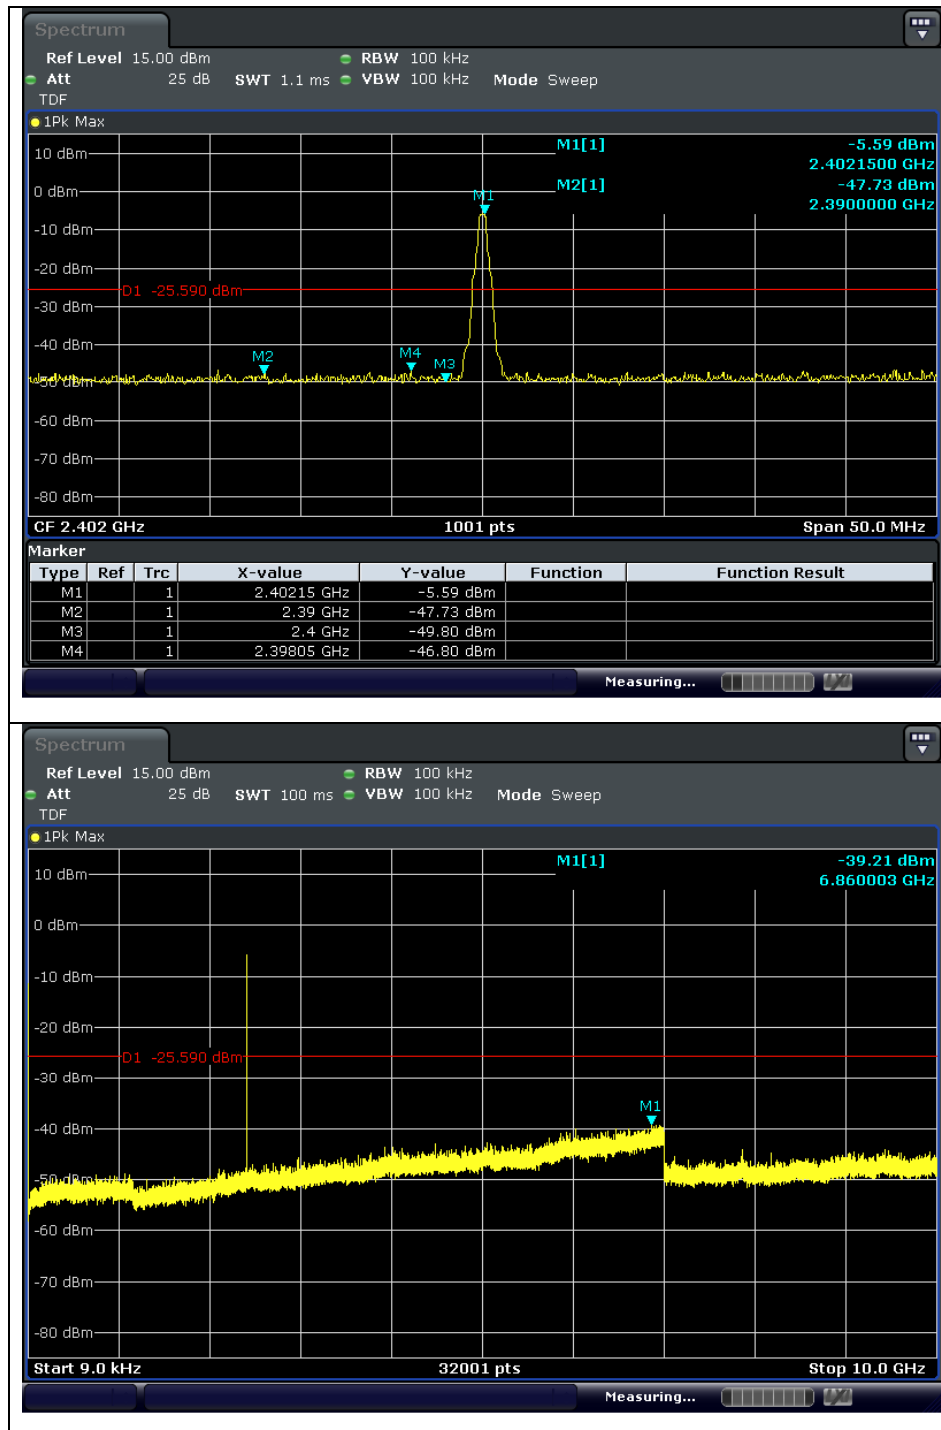 Spectrum
Ref Level 15.00 dBm RBW 100 kHz
Att 25 dB SWT 1.1 ms VBW 100 kHz Mode Sweep
TDF
1Pk Max
M1[1] -5.59 dBm
2.4021500 GHz
M2[1] -47.73 dBm
2.3900000 GHz
10 dBm
0 dBm
M1
-10 dBm
-20 dBm
D1 -25.590 dBm
-30 dBm
-40 dBm
M2 M4 M3
-50 dBm
-60 dBm
-70 dBm
-80 dBm
CF 2.402 GHz 1001 pts Span 50.0 MHz
Marker
Type Ref Trc X-value Y-value Function Function Result
M1 1 2.40215 GHz -5.59 dBm
M2 1 2.39 GHz -47.73 dBm
M3 1 2.4 GHz -49.80 dBm
M4 1 2.39805 GHz -46.80 dBm
Measuring...
Spectrum
Ref Level 15.00 dBm RBW 100 kHz
Att 25 dB SWT 100 ms VBW 100 kHz Mode Sweep
TDF
1Pk Max
M1[1] -39.21 dBm
6.860003 GHz
10 dBm
0 dBm
-10 dBm
-20 dBm
D1 -25.590 dBm
-30 dBm
M1
-40 dBm
-50 dBm
-60 dBm
-70 dBm
-80 dBm
Start 9.0 kHz 32001 pts Stop 10.0 GHz
Measuring...